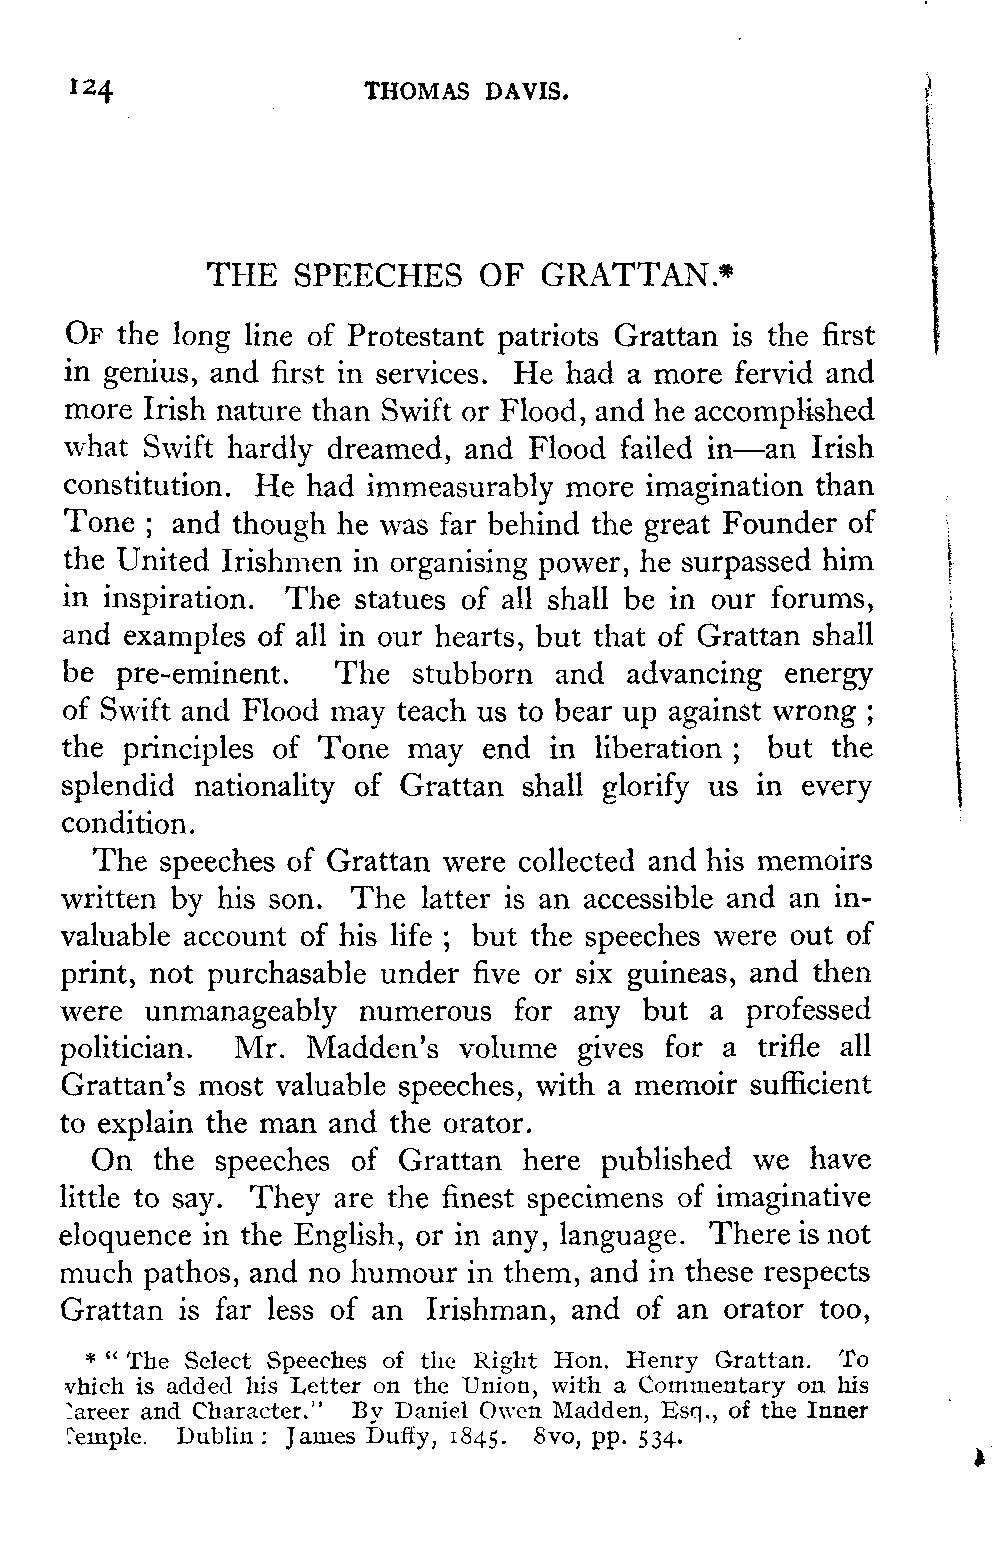 124 THOMAS DAVIS.
THE SPEECHES OF GRATTAN.*
OF the long line of Protestant patriots Grattan is the first
in genius, and first in services. He had a more fervid and
more Irish nature than Swift or Flood, and he accomplished
what Swift hardly dreamed, and Flood failed in—an Irish
constitution. He had immeasurably more imagination than
Tone ; and though he was far behind the great Founder of
the United Irishmen in organising power, he surpassed him
in inspiration. The statues of all shall be in our forums,
and examples of all in our hearts, but that of Grattan shall
be pre-eminent. The stubborn and advancing energy
of Swift and Flood may teach us to bear up against wrong ;
the principles of Tone may end in liberation ; but the
splendid nationality of Grattan shall glorify us in every
condition.
The speeches of Grattan were collected and his memoirs
written by his son. The latter is an accessible and an in-
valuable account of his life ; but the speeches were out of
print, not purchasable under five or six guineas, and then
were unmanageably numerous for any but a professed
politician. Mr. Madden's volume gives for a trifle all
Grattan's most valuable speeches, with a memoir sufficient
to explain the man and the orator.
On the speeches of Grattan here published we have
little to say. They are the finest specimens of imaginative
eloquence in the English, or in any, language. There is not
much pathos, and no humour in them, and in these respects
Grattan is far less of an Irishman, and of an orator too,
* " The Select Speeches of the Right Hon. Henry Grattan. To
which is added his Letter on the Union, with a Commentary on his
Career and Character." By Daniel Owen Madden, Esq., of the Inner
Temple. Dublin : James Duffy, 1845. 8vo, pp. 534.